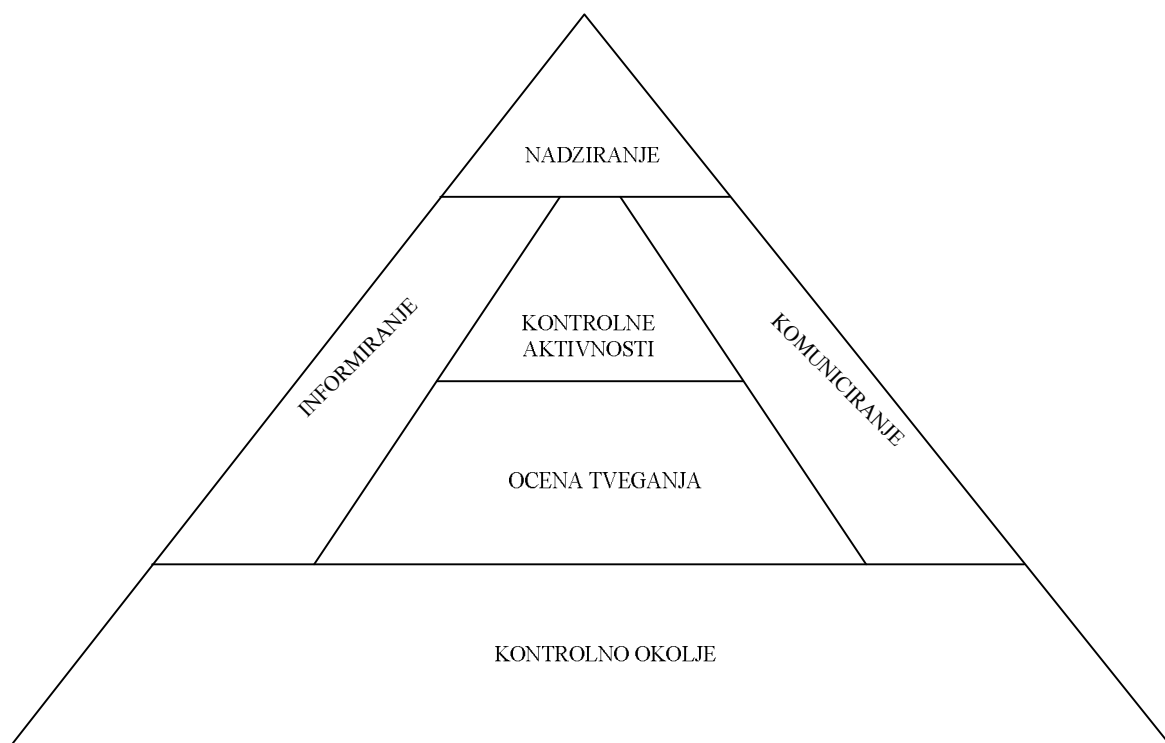 NADZIRANJE
INFORMIRANJE
KONTROLNE
AKTIVNOSTI
KOMUNICIRANJE
OCENA TVEGANJA
KONTROLNO OKOLJE